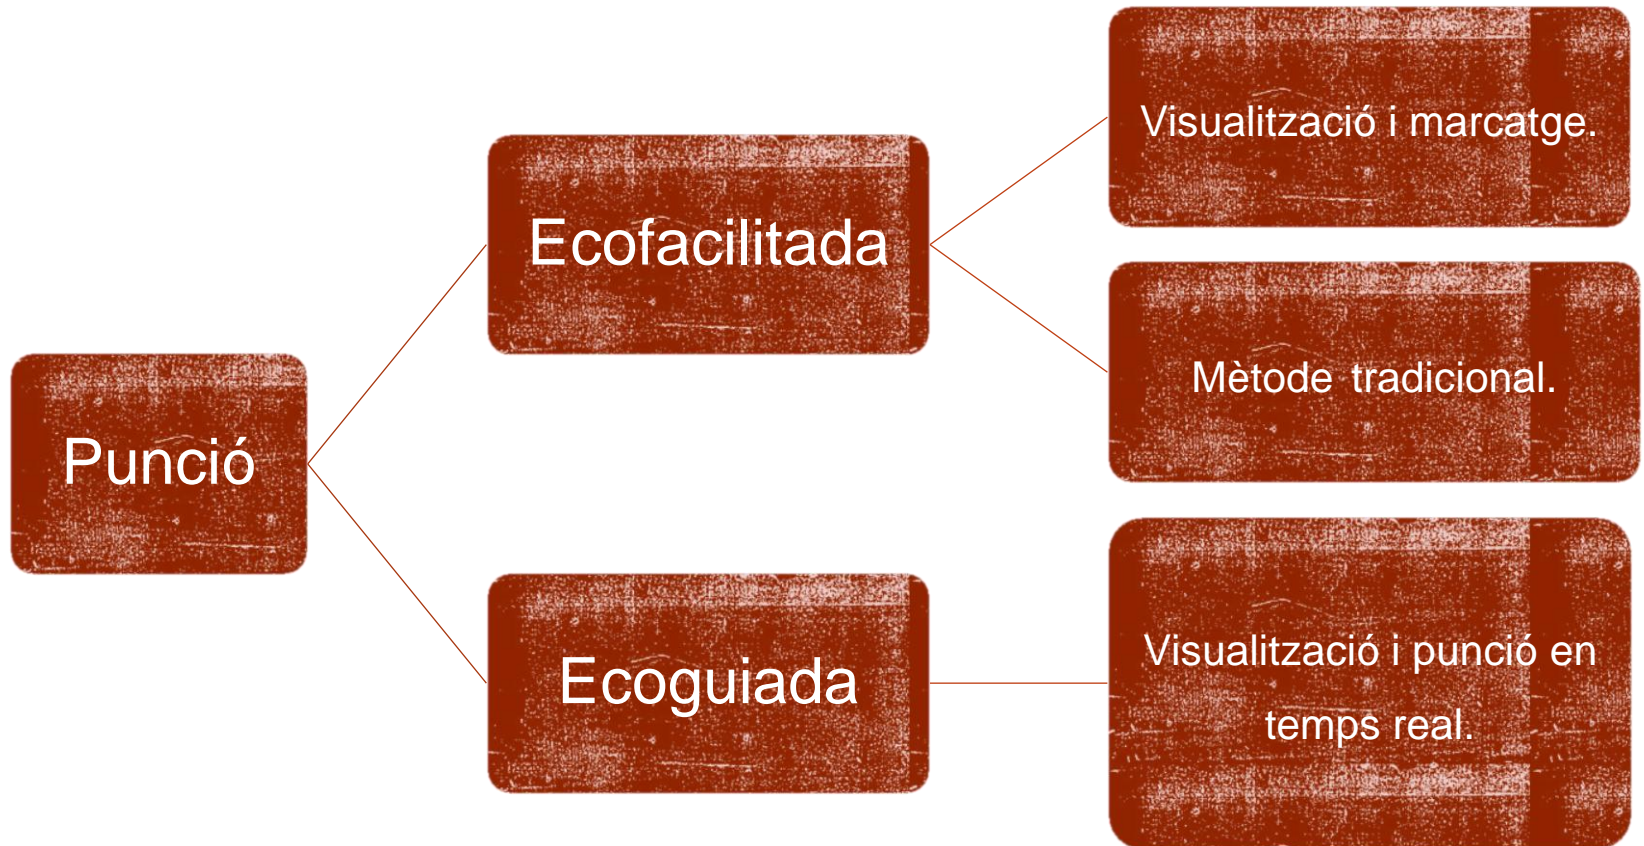 Punció
Ecofacilitada
Visualització i marcatge.
Mètode tradicional.
Ecoguiada
Visualització i punció en
temps real.